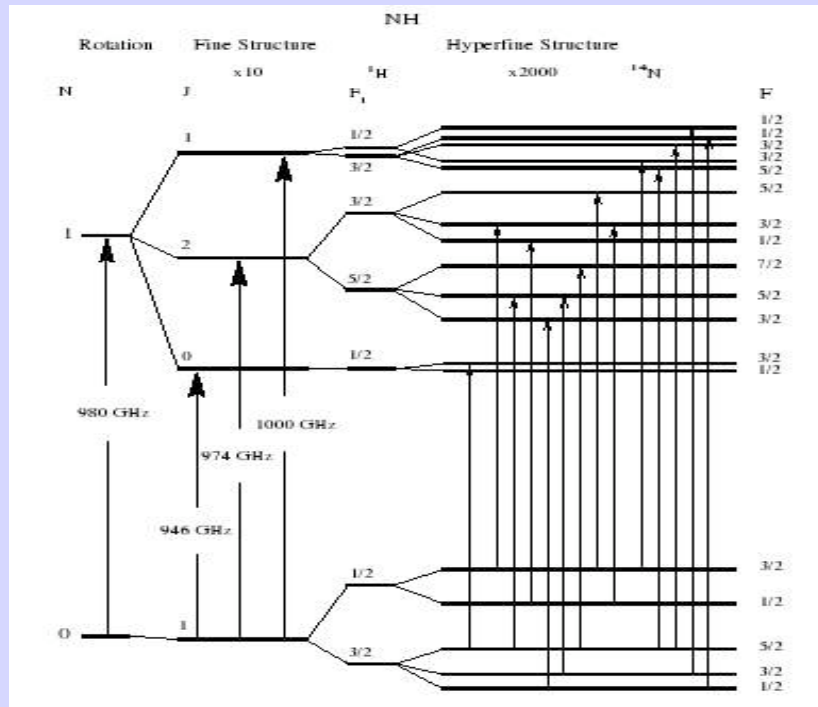 NH
Rotation Fine Structure Hyperfine Structure
x10 ¹H x2000 ¹⁴N
N J F₁ F
1/2
1 1/2 1/2
3/2
3/2 3/2
5/2
5/2
3/2
3/2
1 1/2
2 7/2
5/2
5/2
3/2
0 1/2 3/2
1/2
980 GHz
1000 GHz
974 GHz
946 GHz
1/2 3/2
1/2
0 1 5/2
3/2
3/2
1/2